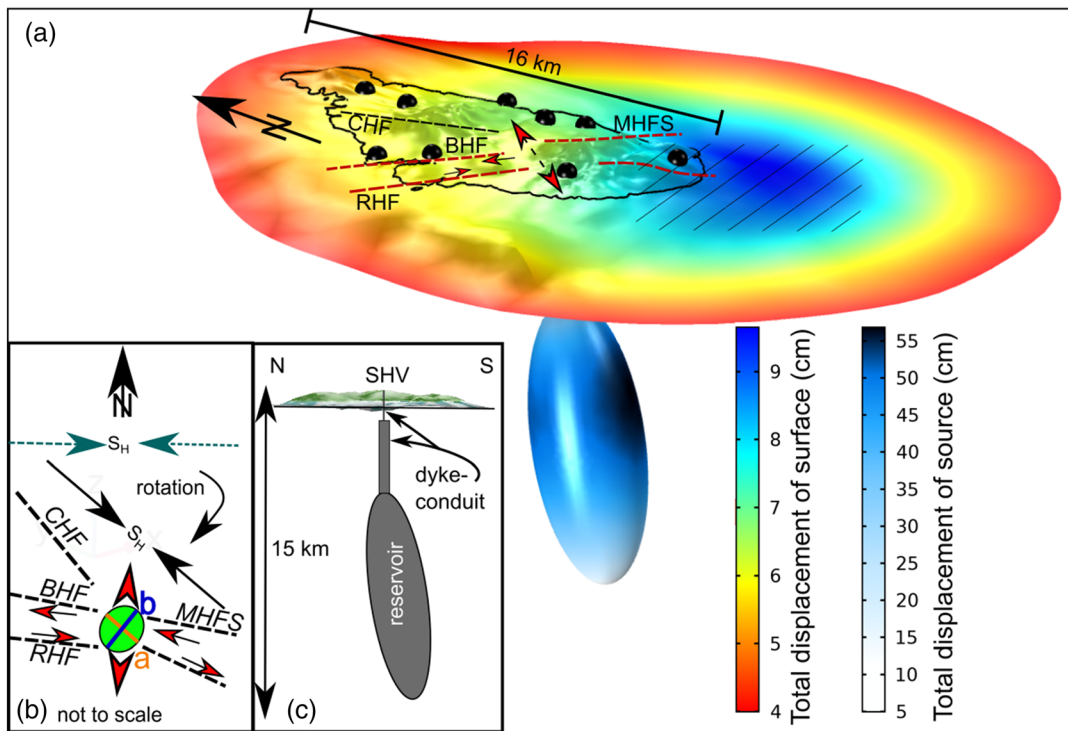 (a)
16 km
N
CHF
MHFS
BHF
RHF
N
S_H
rotation
S_H
CHF
BHF
b
MHFS
RHF
a
(b)
not to scale
N
S
SHV
dyke-
conduit
15 km
reservoir
(c)
9
8
7
6
5
4
Total displacement of surface (cm)
55
50
45
40
35
30
25
20
15
10
5
Total displacement of source (cm)